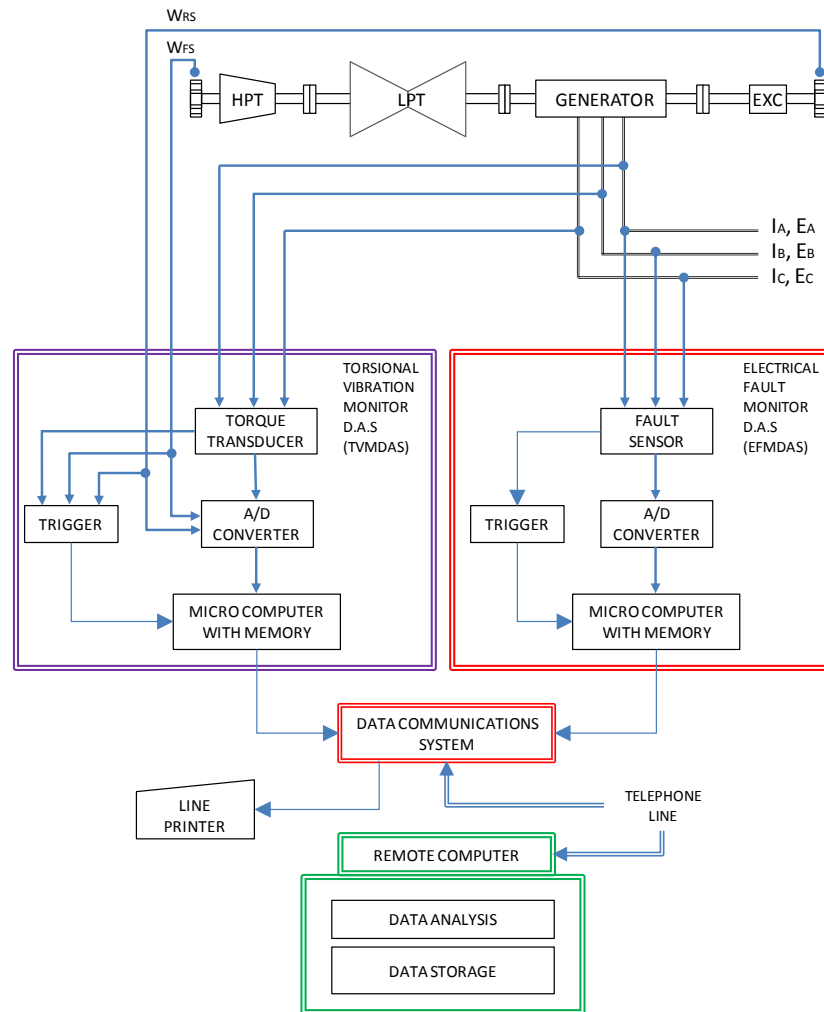 WRS
WFS
HPT
LPT
GENERATOR
EXC
IA, EA
IB, EB
IC, EC
TORSIONAL
VIBRATION
MONITOR
D.A.S
(TVMDAS)
ELECTRICAL
FAULT
MONITOR
D.A.S
(EFMDAS)
TORQUE
TRANSDUCER
FAULT
SENSOR
TRIGGER
A/D
CONVERTER
TRIGGER
A/D
CONVERTER
MICRO COMPUTER
WITH MEMORY
MICRO COMPUTER
WITH MEMORY
DATA COMMUNICATIONS
SYSTEM
LINE
PRINTER
TELEPHONE
LINE
REMOTE COMPUTER
DATA ANALYSIS
DATA STORAGE